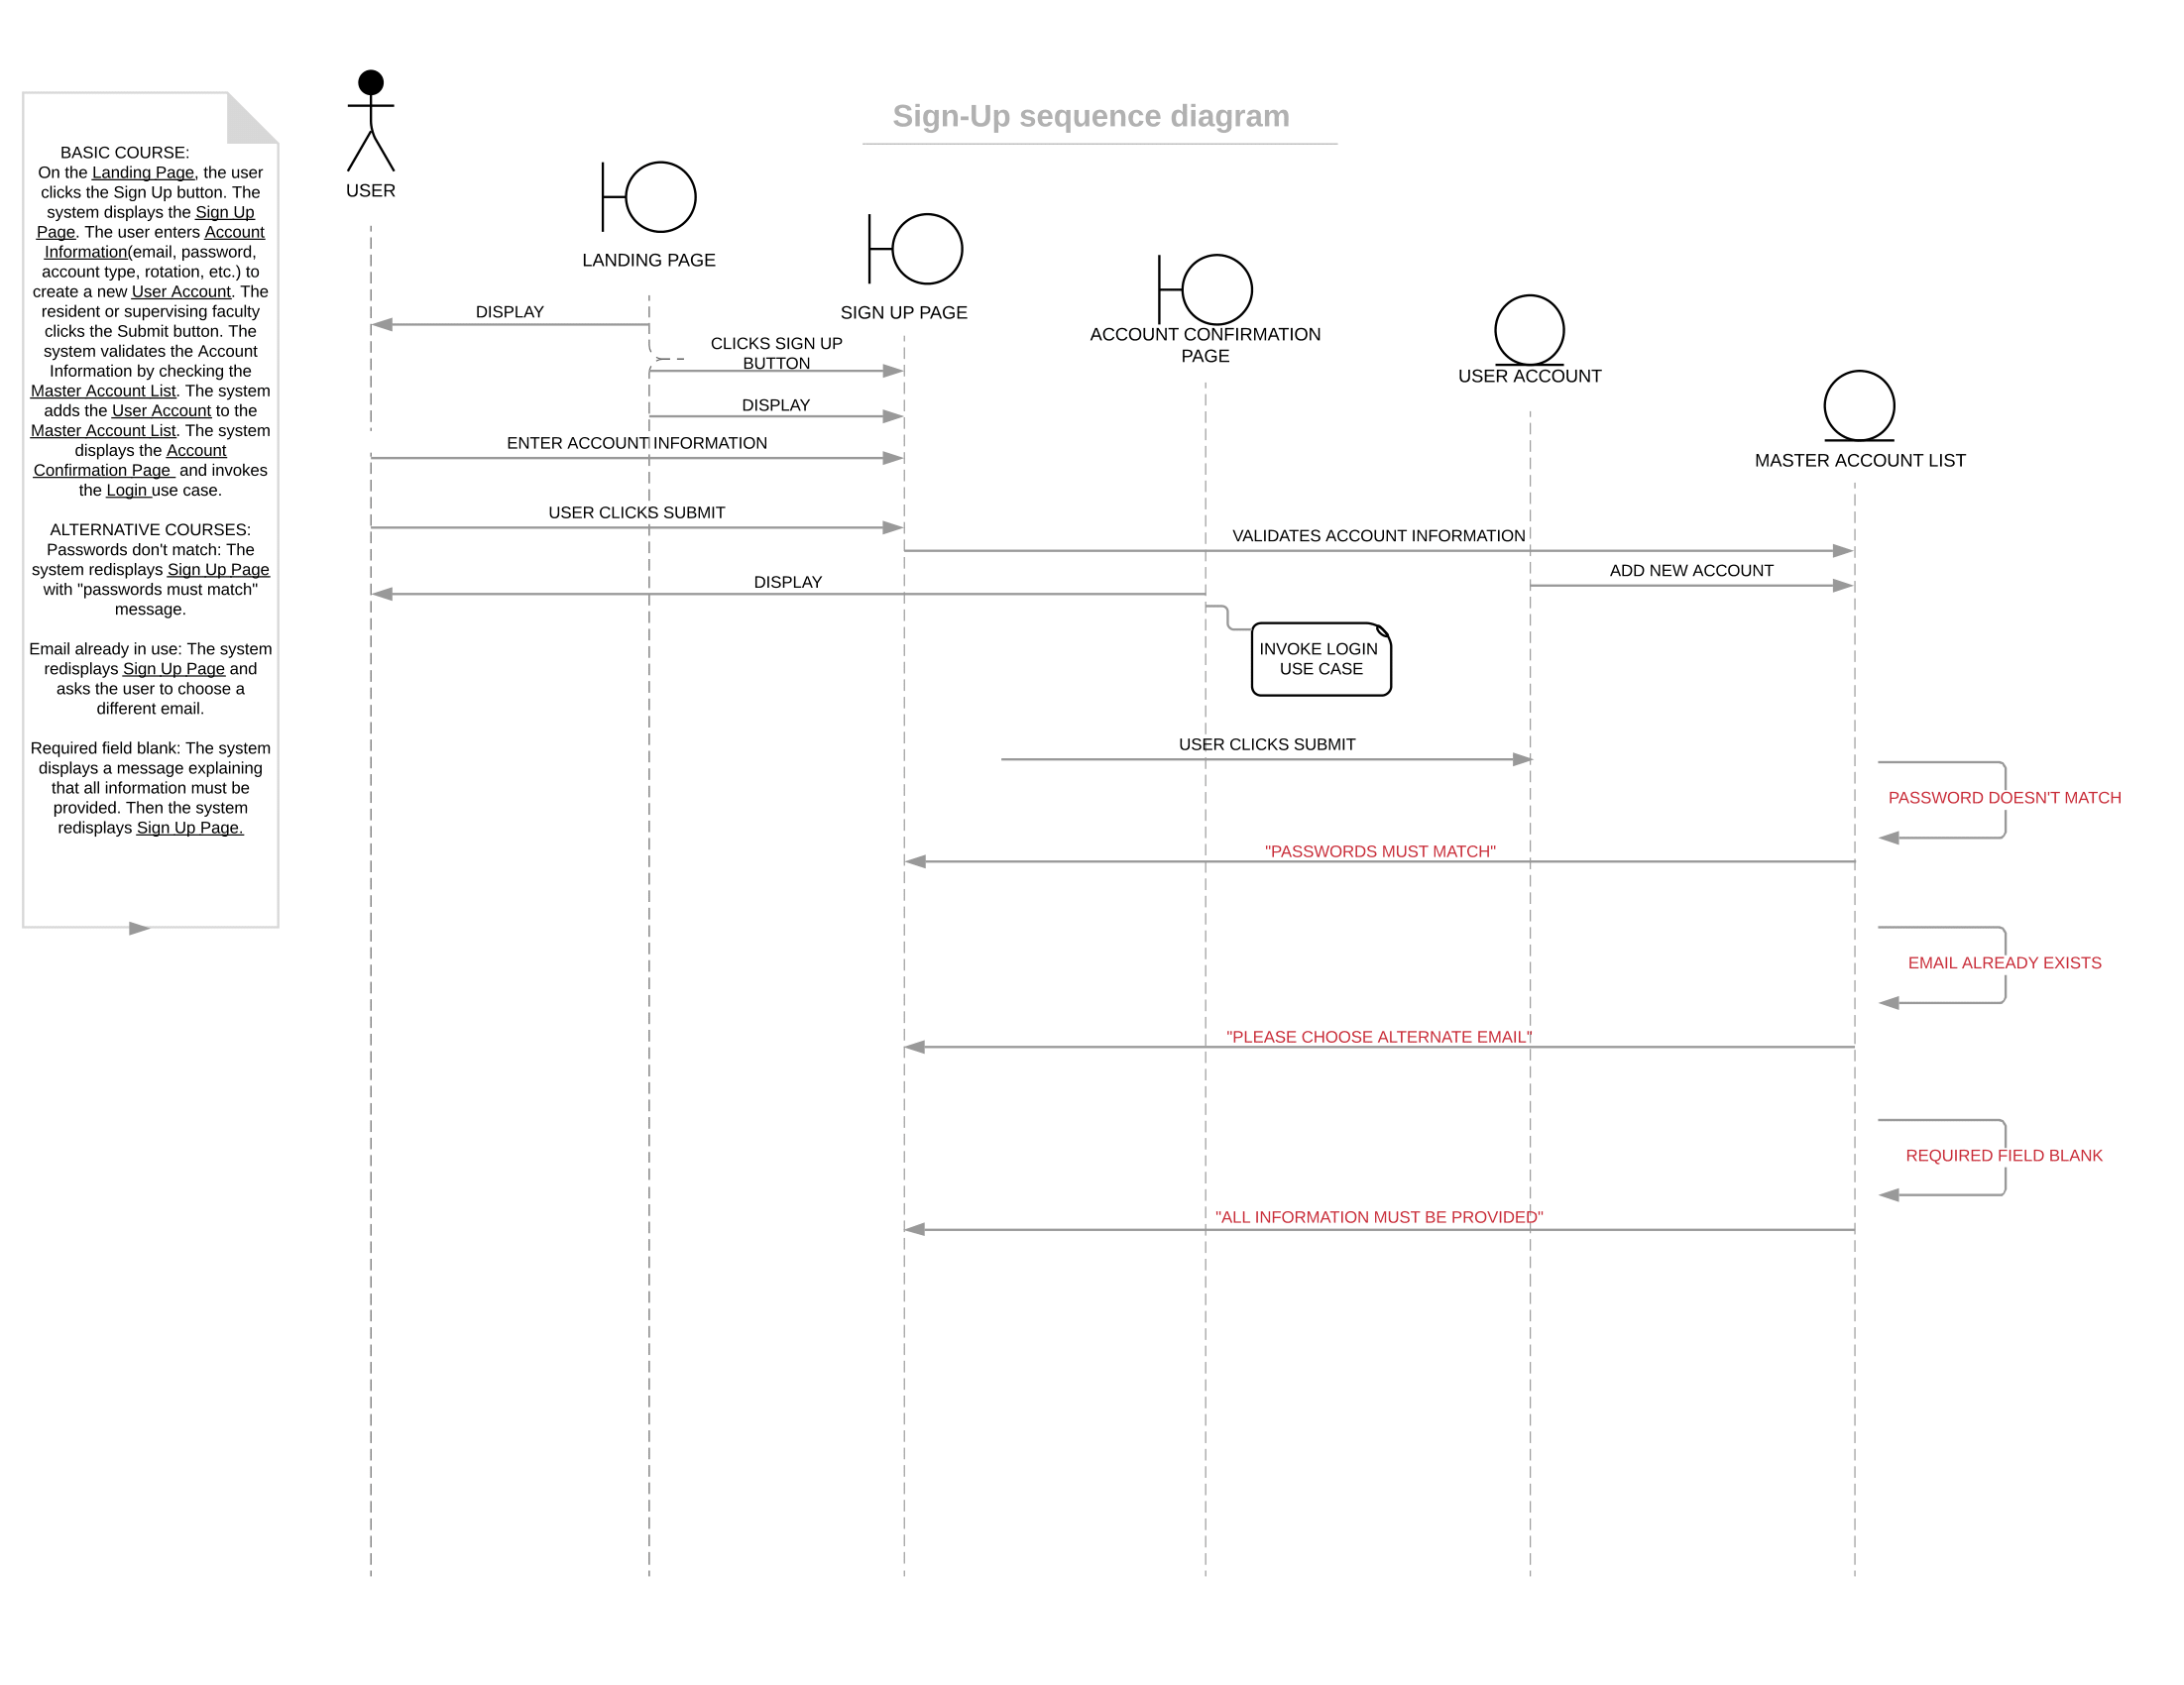 Sign-Up sequence diagram
BASIC COURSE:
On the Landing Page, the user
clicks the Sign Up button. The
system displays the Sign Up
Page. The user enters Account
Information(email, password,
account type, rotation, etc.) to
create a new User Account. The
resident or supervising faculty
clicks the Submit button. The
system validates the Account
Information by checking the
Master Account List. The system
adds the User Account to the
Master Account List. The system
displays the Account
Confirmation Page and invokes
the Login use case.
ALTERNATIVE COURSES:
Passwords don't match: The
system redisplays Sign Up Page
with "passwords must match"
message.
Email already in use: The system
redisplays Sign Up Page and
asks the user to choose a
different email.
Required field blank: The system
displays a message explaining
that all information must be
provided. Then the system
redisplays Sign Up Page.
USER
LANDING PAGE
SIGN UP PAGE
ACCOUNT CONFIRMATION
PAGE
USER ACCOUNT
MASTER ACCOUNT LIST
DISPLAY
CLICKS SIGN UP
BUTTON
DISPLAY
ENTER ACCOUNT INFORMATION
USER CLICKS SUBMIT
VALIDATES ACCOUNT INFORMATION
ADD NEW ACCOUNT
DISPLAY
INVOKE LOGIN
USE CASE
USER CLICKS SUBMIT
PASSWORD DOESN'T MATCH
"PASSWORDS MUST MATCH"
EMAIL ALREADY EXISTS
"PLEASE CHOOSE ALTERNATE EMAIL"
REQUIRED FIELD BLANK
"ALL INFORMATION MUST BE PROVIDED"